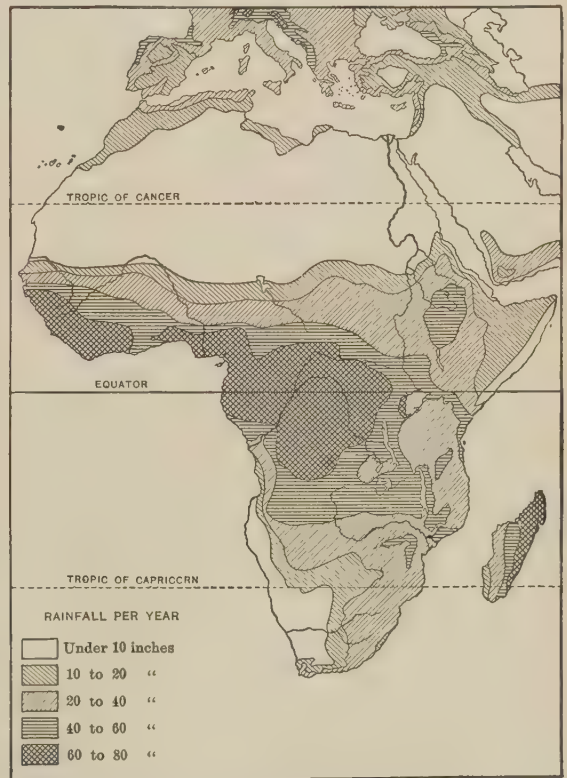 TROPIC OF CANCER
EQUATOR
TROPIC OF CAPRICCRN
RAINFALL PER YEAR
Under 10 inches
10 to 20 “
20 to 40 “
40 to 60 “
60 to 80 “